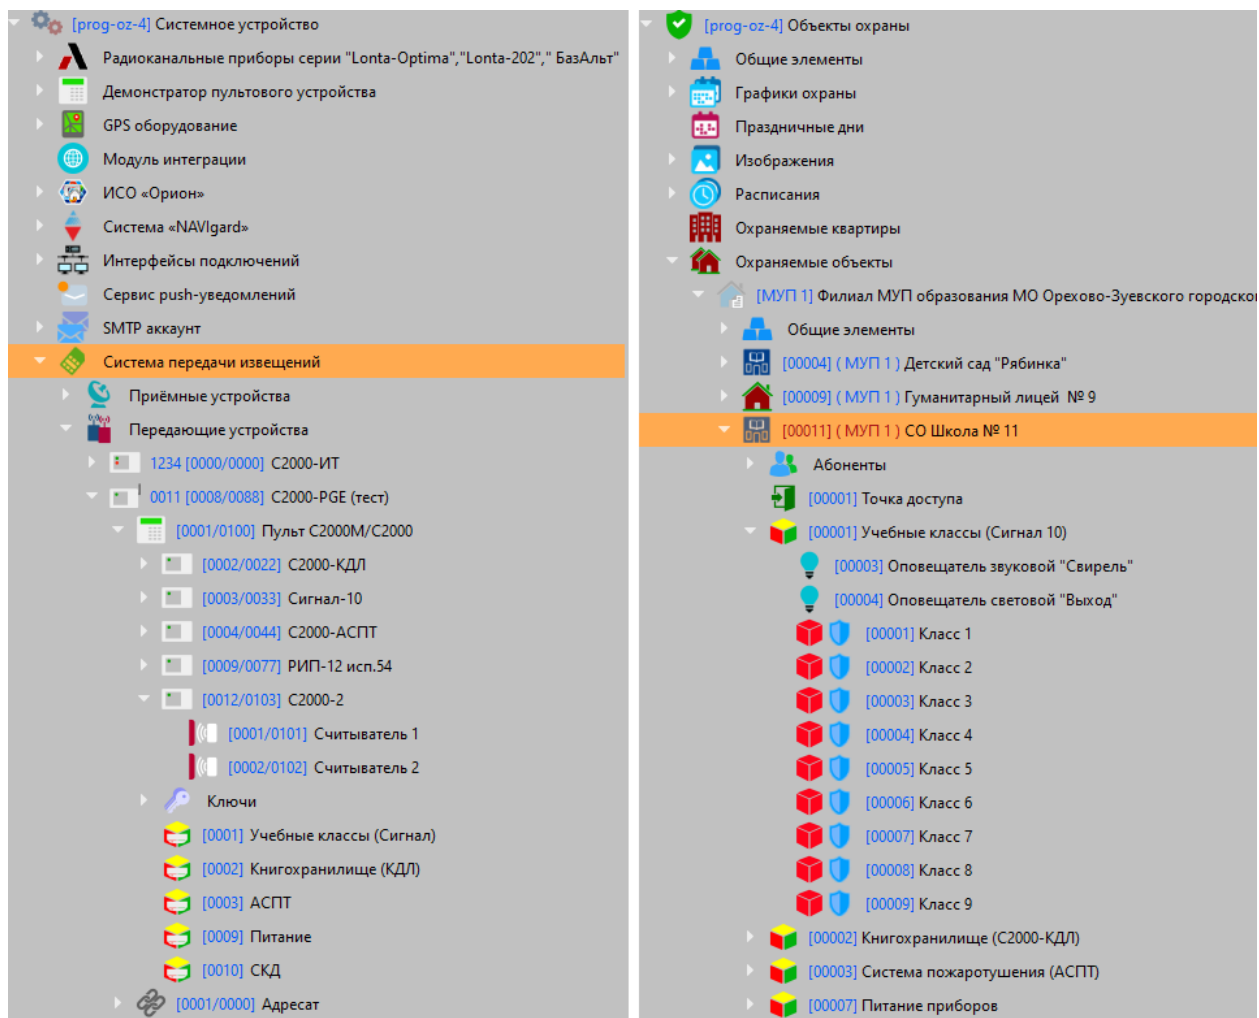 [prog-oz-4] Системное устройство
Радиоканальные приборы серии "Lonta-Optima","Lonta-202"," БазАльт"
Демонстратор пультового устройства
GPS оборудование
Модуль интеграции
ИСО «Орион»
Система «NAVIgard»
Интерфейсы подключений
Сервис push-уведомлений
SMTP аккаунт
Система передачи извещений
Приёмные устройства
Передающие устройства
1234 [0000/0000] С2000-ИТ
0011 [0008/0088] С2000-PGE (тест)
[0001/0100] Пульт С2000М/С2000
[0002/0022] С2000-КДЛ
[0003/0033] Сигнал-10
[0004/0044] С2000-АСПТ
[0009/0077] РИП-12 исп.54
[0012/0103] С2000-2
[0001/0101] Считыватель 1
[0002/0102] Считыватель 2
Ключи
[0001] Учебные классы (Сигнал)
[0002] Книгохранилище (КДЛ)
[0003] АСПТ
[0009] Питание
[0010] СКД
[0001/0000] Адресат
[prog-oz-4] Объекты охраны
Общие элементы
Графики охраны
Праздничные дни
Изображения
Расписания
Охраняемые квартиры
Охраняемые объекты
[МУП 1] Филиал МУП образования МО Орехово-Зуевского городског
Общие элементы
[00004] ( МУП 1 ) Детский сад "Рябинка"
[00009] ( МУП 1 ) Гуманитарный лицей № 9
[00011] ( МУП 1 ) СО Школа № 11
Абоненты
[00001] Точка доступа
[00001] Учебные классы (Сигнал 10)
[00003] Оповещатель звуковой "Свирель"
[00004] Оповещатель световой "Выход"
[00001] Класс 1
[00002] Класс 2
[00003] Класс 3
[00004] Класс 4
[00005] Класс 5
[00006] Класс 6
[00007] Класс 7
[00008] Класс 8
[00009] Класс 9
[00002] Книгохранилище (С2000-КДЛ)
[00003] Система пожаротушения (АСПТ)
[00007] Питание приборов